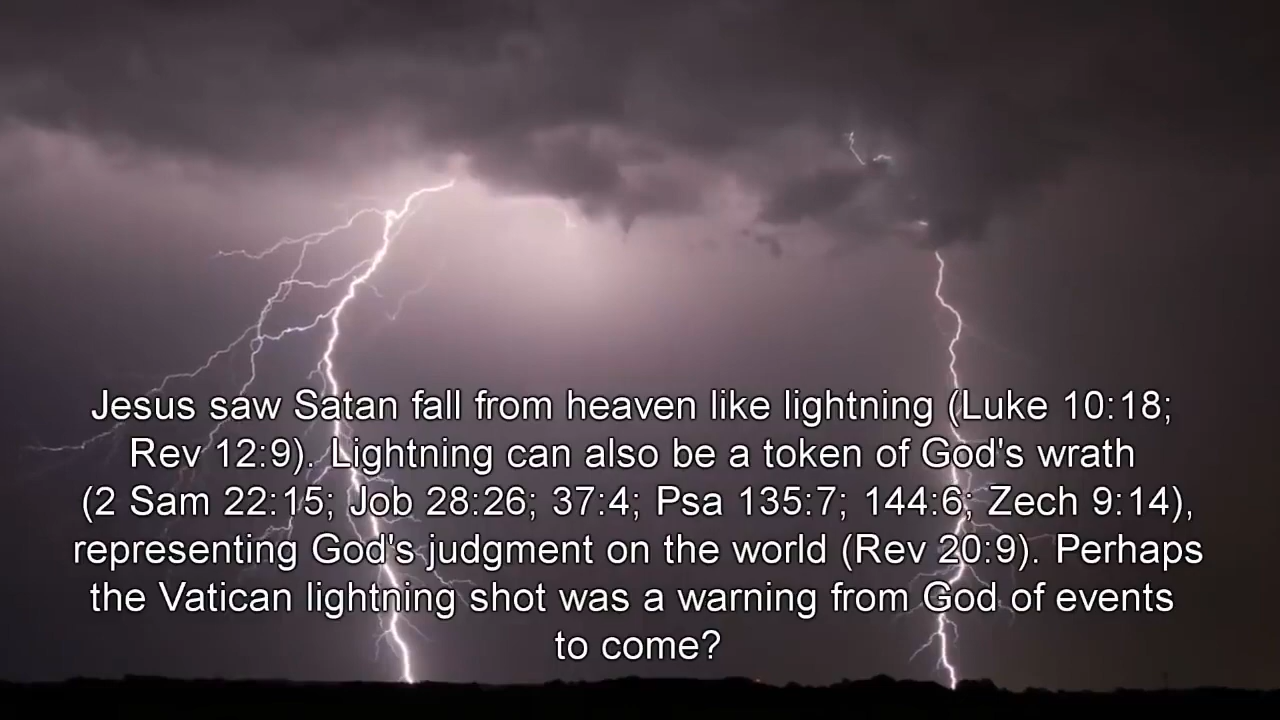 Jesus saw Satan fall from heaven like lightning (Luke 10:18;
Rev 12:9). Lightning can also be a token of God's wrath
(2 Sam 22:15; Job 28:26; 37:4; Psa 135:7; 144:6; Zech 9:14),
representing God's judgment on the world (Rev 20:9). Perhaps
the Vatican lightning shot was a warning from God of events
to come?